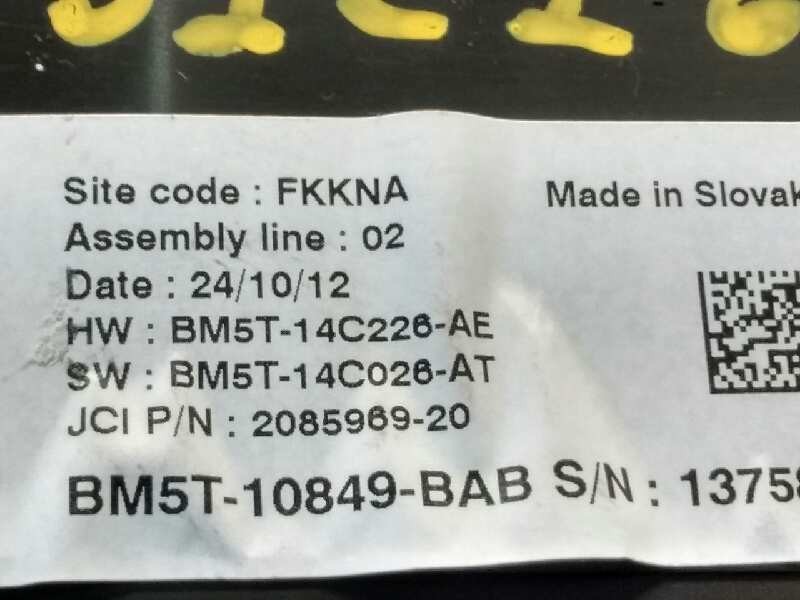 Site code : FKKNA
Made in Slovak
Assembly line : 02
Date : 24/10/12
HW : BM5T-14C226-AE
SW : BM5T-14C026-AT
JCI P/N : 2085969-20
BM5T-10849-BAB S/N : 13758